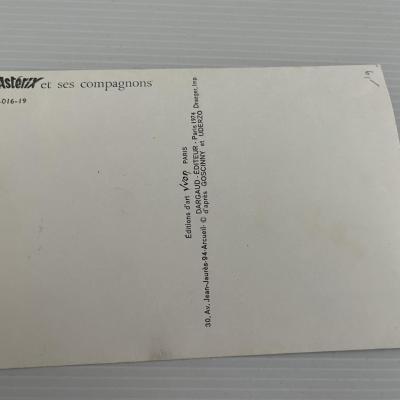 Astérix et ses compagnons
-016-19
19
Éditions d'art yvon PARIS
DARGAUD-ÉDITEUR-Paris 1974 Draeger, Imp.
30, Av. Jean-Jaurès-94-Arcueil-© d'après GOSCINNY et UDERZO